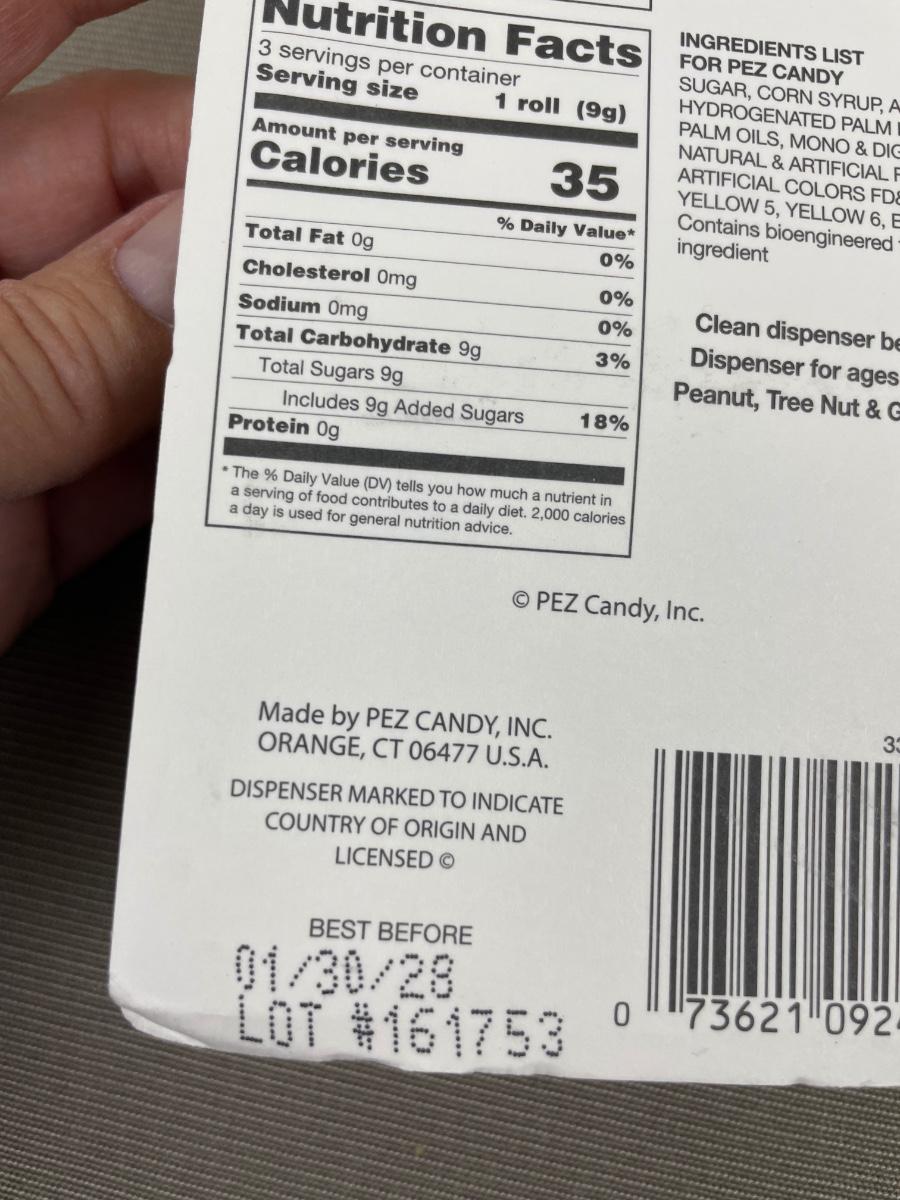 Nutrition Facts
3 servings per container
Serving size 1 roll (9g)
Amount per serving
Calories 35
% Daily Value*
Total Fat 0g 0%
Cholesterol 0mg 0%
Sodium 0mg 0%
Total Carbohydrate 9g 3%
Total Sugars 9g
Includes 9g Added Sugars 18%
Protein 0g
* The % Daily Value (DV) tells you how much a nutrient in
a serving of food contributes to a daily diet. 2,000 calories
a day is used for general nutrition advice.
INGREDIENTS LIST
FOR PEZ CANDY
SUGAR, CORN SYRUP,
HYDROGENATED PALM
PALM OILS, MONO &
NATURAL & ARTIFICIAL
ARTIFICIAL COLORS
YELLOW 5, YELLOW 6,
Contains bioengineered
ingredient
Clean dispenser
Dispenser for ages
Peanut, Tree Nut &
© PEZ Candy, Inc.
Made by PEZ CANDY, INC.
ORANGE, CT 06477 U.S.A.
DISPENSER MARKED TO INDICATE
COUNTRY OF ORIGIN AND
LICENSED ©
BEST BEFORE
01/30/28
LOT #161753
0 73621 092